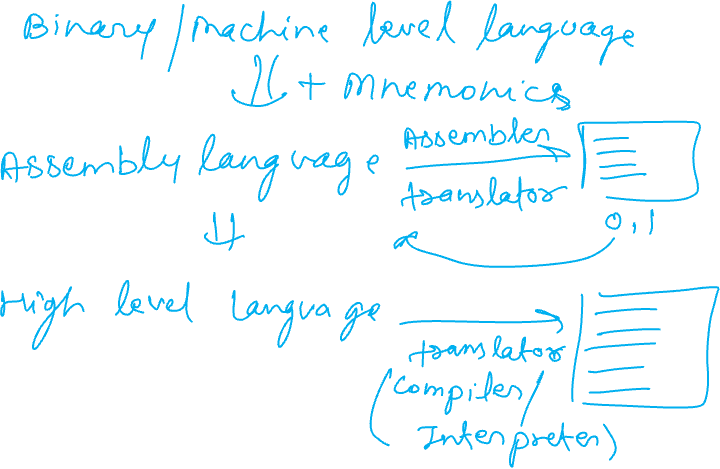 Binary/Machine level language
+ Mnemonics
Assembly language
Assembler
translator
0,1
High level Language
translator
(Compiler/
Interpreter)